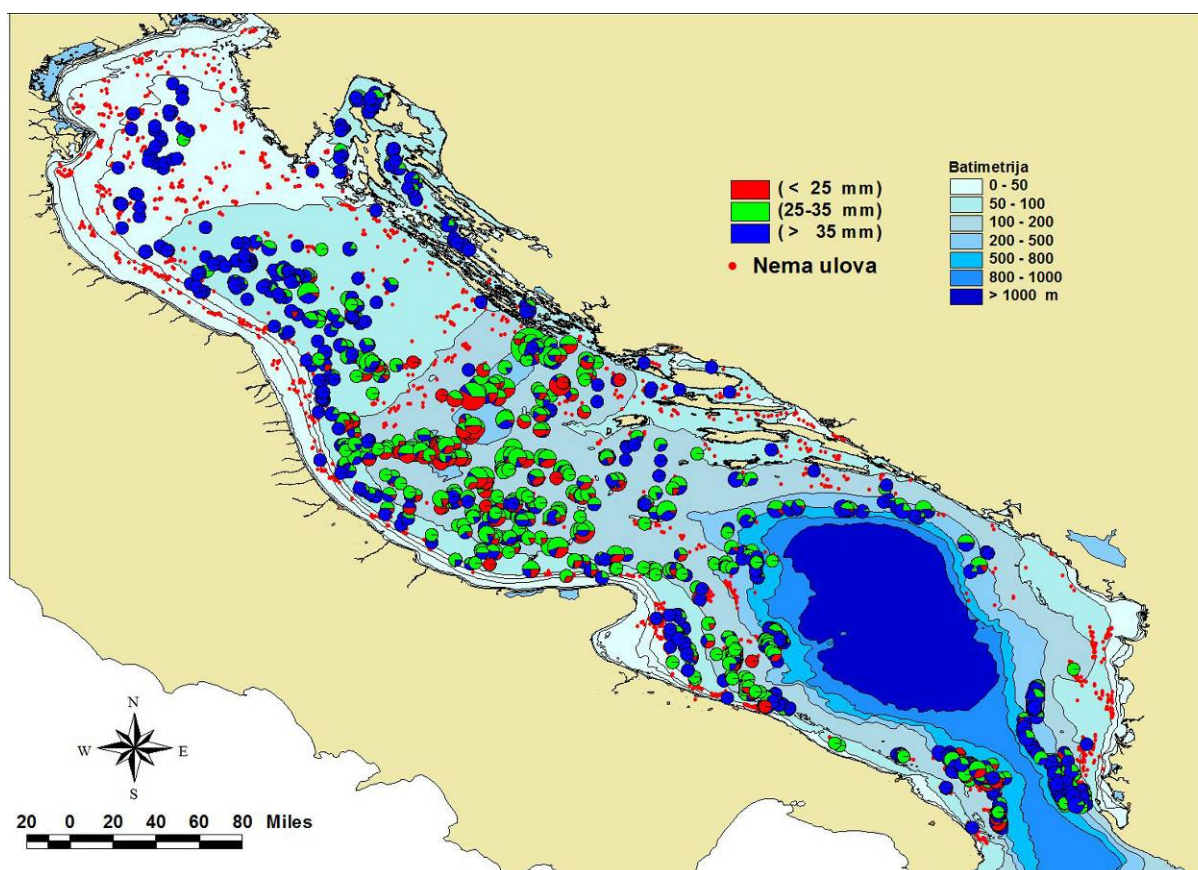 (< 25 mm)
(25-35 mm)
(> 35 mm)
Nema ulova
Batimetrija
0 - 50
50 - 100
100 - 200
200 - 500
500 - 800
800 - 1000
> 1000 m
N
W E
S
20 0 20 40 60 80 Miles